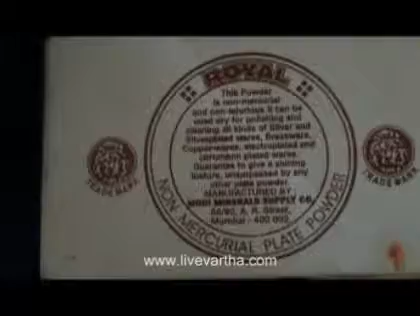 ROYAL
This Powder
is non-mercurial
and non-injurious it can be
used dry for polishing and
cleaning all kinds of Silver and
Silverplated wares, Brassware,
Copperwares, electroplated and
plated wares.
Guarantee to give a shining
lusture, unsurpassed by any
other plate powder.
MANUFACTURED BY
MODI MINERALS SUPPLY CO.
A. R. Street,
Mumbai - 400 003.
NON MERCURIAL PLATE POWDER
TRADE MARK
TRADE MARK
www.livevartha.com